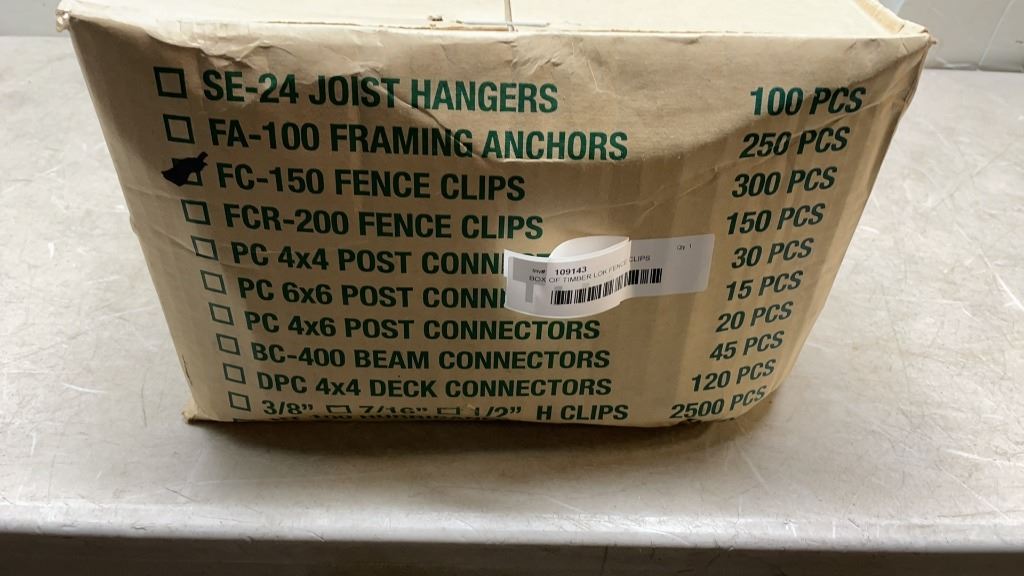 SE-24 JOIST HANGERS 100 PCS
FA-100 FRAMING ANCHORS 250 PCS
FC-150 FENCE CLIPS 300 PCS
FCR-200 FENCE CLIPS 150 PCS
PC 4x4 POST CONN 30 PCS
PC 6x6 POST CONN 15 PCS
PC 4x6 POST CONNECTORS 20 PCS
BC-400 BEAM CONNECTORS 45 PCS
DPC 4x4 DECK CONNECTORS 120 PCS
3/8" 7/16" 1/2" H CLIPS 2500 PCS
Qty 1
109143
BOX OF TIMBER LOK FENCE CLIPS